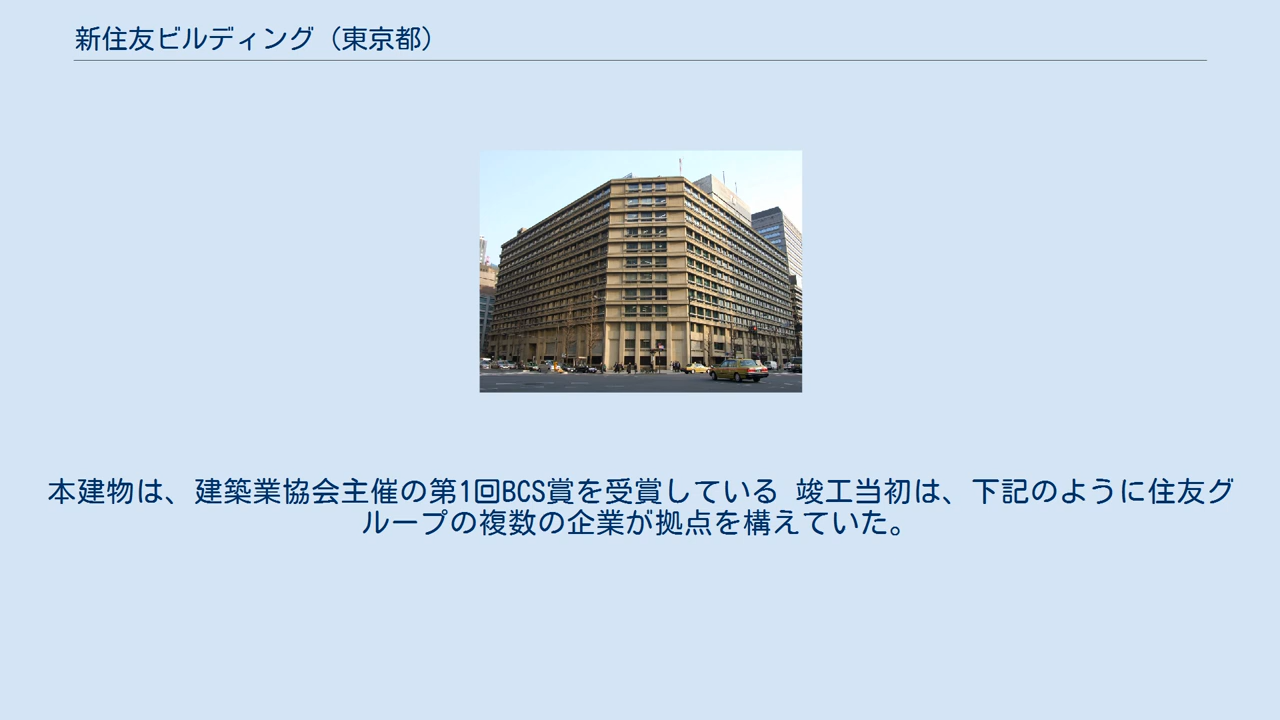 新住友ビルディング（東京都）
本建物は、建築業協会主催の第1回BCS賞を受賞している 竣工当初は、下記のように住友グ
ループの複数の企業が拠点を構えていた。